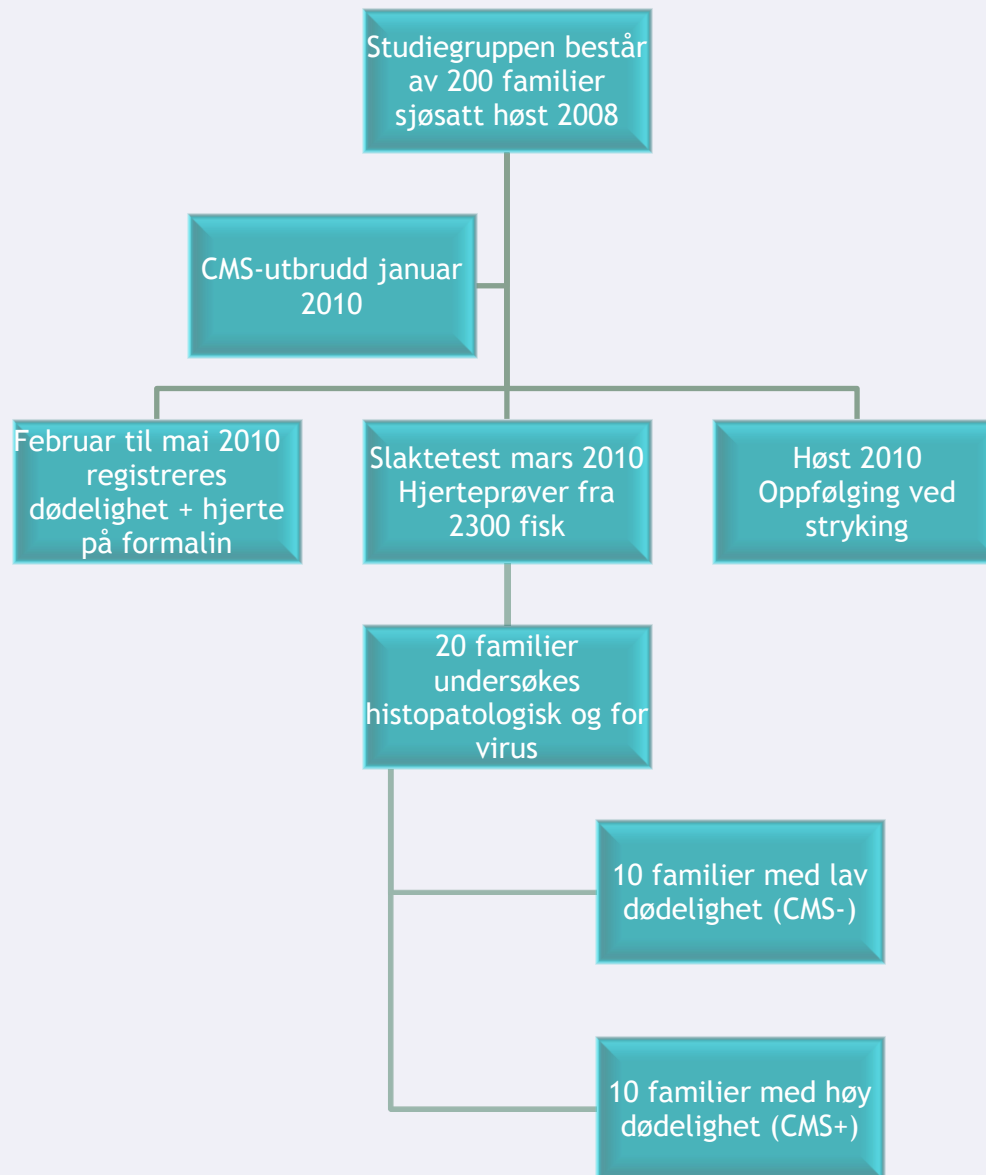 Studiegruppen består
av 200 familier
sjøsatt høst 2008
CMS-utbrudd januar
2010
Februar til mai 2010
registreres
dødelighet + hjerte
på formalin
Slaktetest mars 2010
Hjerteprøver fra
2300 fisk
Høst 2010
Oppfølging ved
stryking
20 familier
undersøkes
histopatologisk og for
virus
10 familier med lav
dødelighet (CMS-)
10 familier med høy
dødelighet (CMS+)